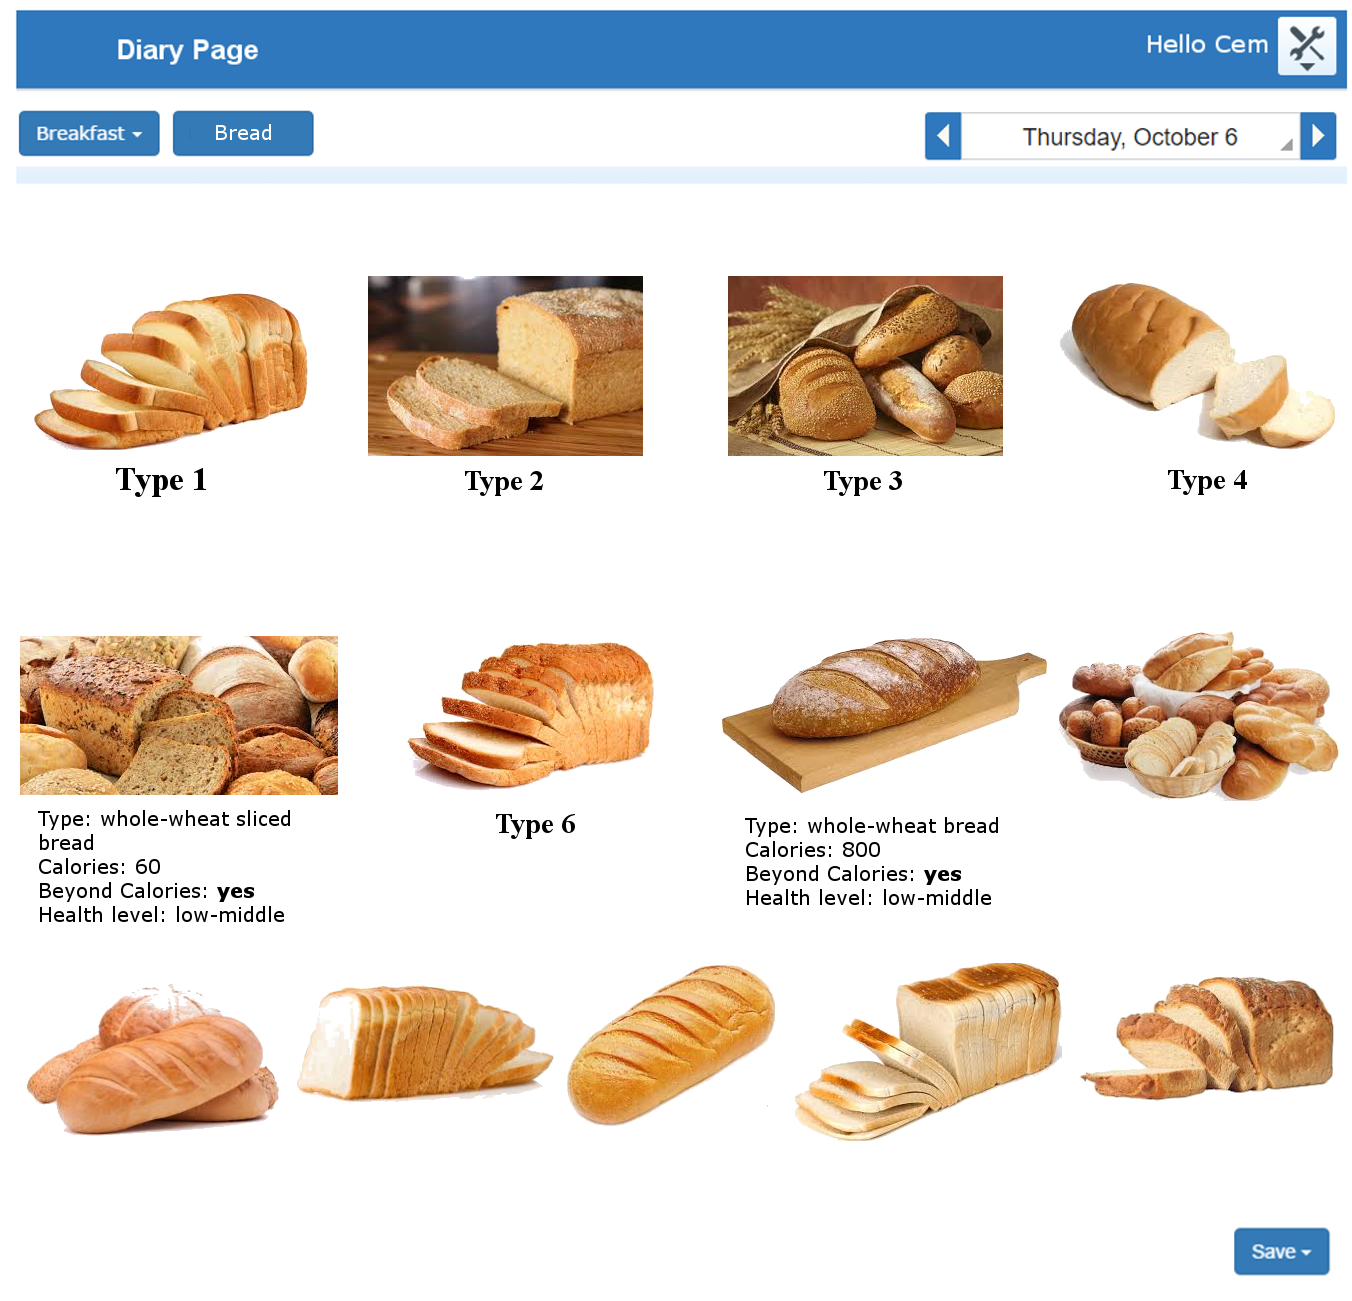 Diary Page
Hello Cem
Breakfast
Bread
Thursday, October 6
Type 1
Type 2
Type 3
Type 4
Type: whole-wheat sliced
bread
Calories: 60
Beyond Calories: yes
Health level: low-middle
Type 6
Type: whole-wheat bread
Calories: 800
Beyond Calories: yes
Health level: low-middle
Save